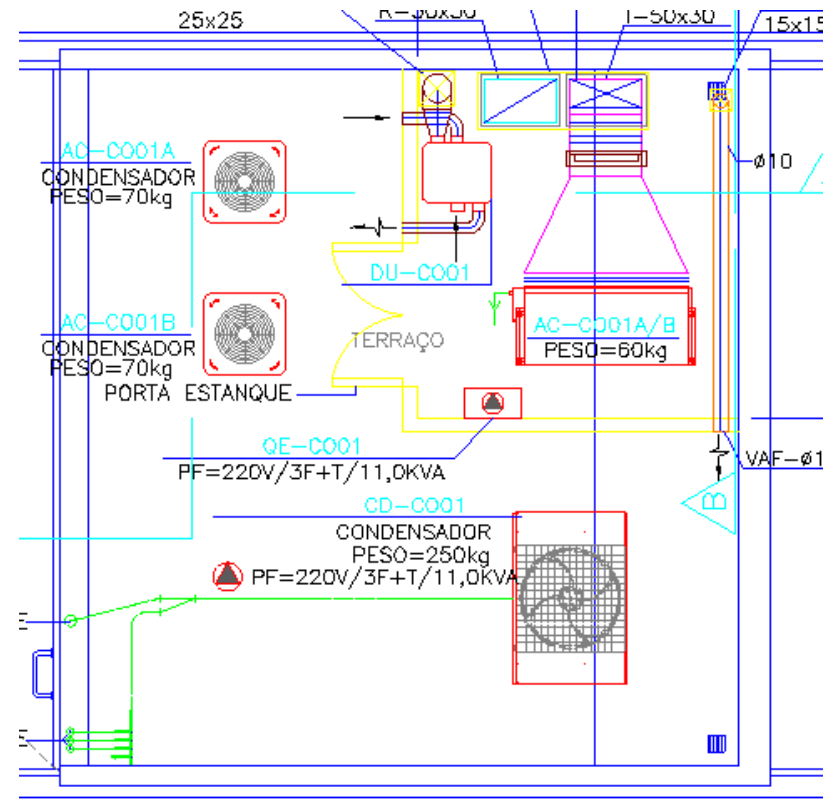 25x25
R-50x30
T-50x30
AC-C001A
CONDENSADOR
PESO=70kg
Ø10
DU-C001
AC-C001B
CONDENSADOR
PESO=70kg
TERRAÇO
AC-C001A/B
PESO=60kg
PORTA ESTANQUE
QE-C001
PF=220V/3F+T/11,0KVA
VAF-Ø1
CD-C001
B
CONDENSADOR
PESO=250kg
PF=220V/3F+T/11,0KVA